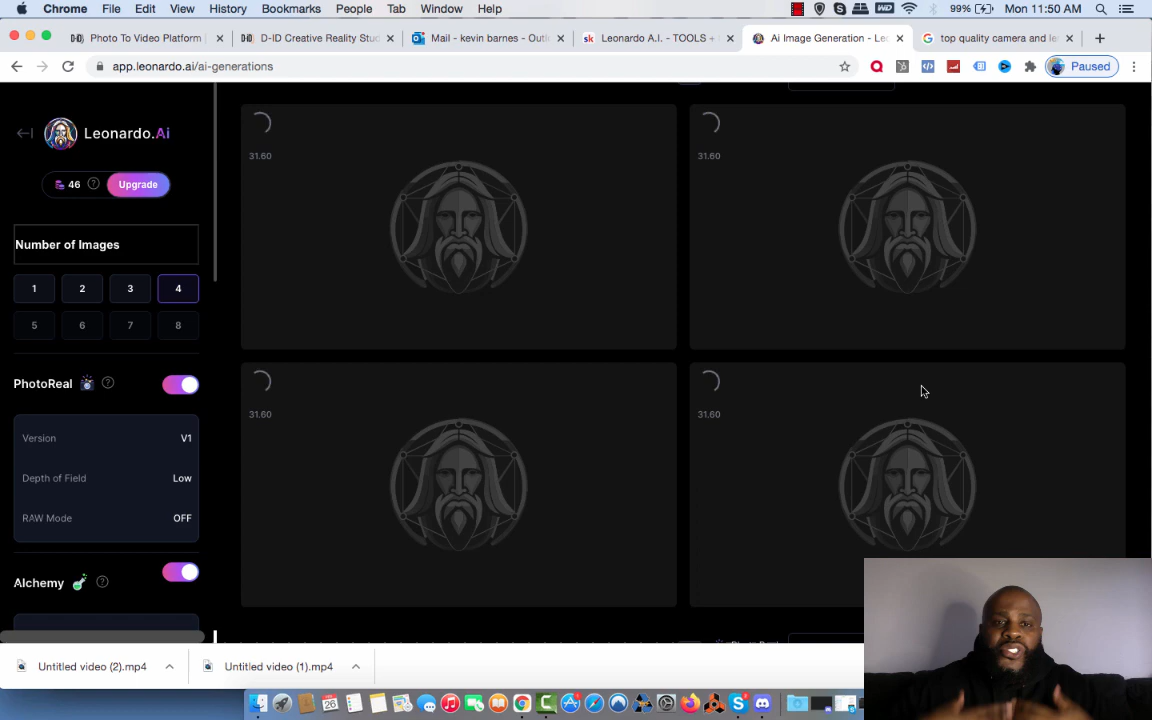 Chrome File Edit View History Bookmarks People Tab Window Help
99% Mon 11:50 AM
Photo To Video Platform
D-ID Creative Reality Stud
Mail - kevin barnes - Outl
Leonardo A.I. - TOOLS +
Ai Image Generation - Leo
top quality camera and le
app.leonardo.ai/ai-generations
Paused
Leonardo.Ai
46
Upgrade
Number of Images
1 2 3 4
5 6 7 8
PhotoReal
Version V1
Depth of Field Low
RAW Mode OFF
Alchemy
31.60
31.60
31.60
31.60
Untitled video (2).mp4
Untitled video (1).mp4